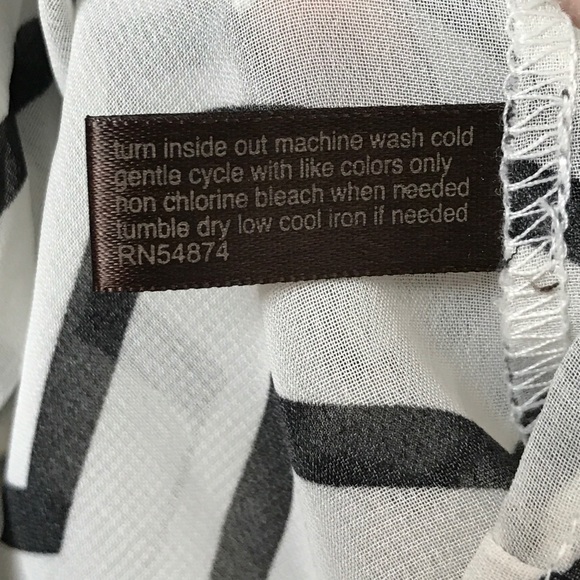 turn inside out machine wash cold
gentle cycle with like colors only
non chlorine bleach when needed
tumble dry low cool iron if needed
RN54874